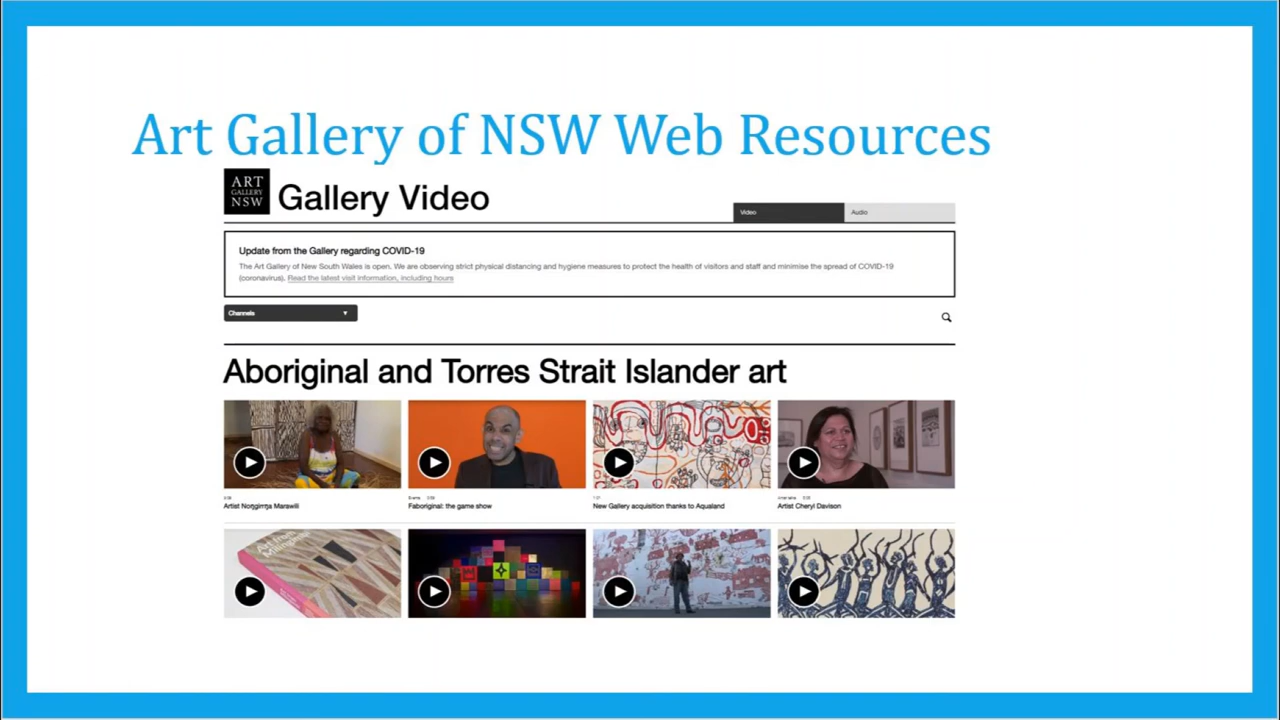 Art Gallery of NSW Web Resources
ART
GALLERY
NSW
Gallery Video
Video
Audio
Update from the Gallery regarding COVID-19
The Art Gallery of New South Wales is open. We are observing strict physical distancing and hygiene measures to protect the health of visitors and staff and minimise the spread of COVID-19
(coronavirus). Read the latest visit information, including hours
Channels
Aboriginal and Torres Strait Islander art
Artist Noŋgirrŋa Marawili
Faboriginal: the game show
New Gallery acquisition thanks to Aqualand
Artist Cheryl Davison
Art from
Milingimbi